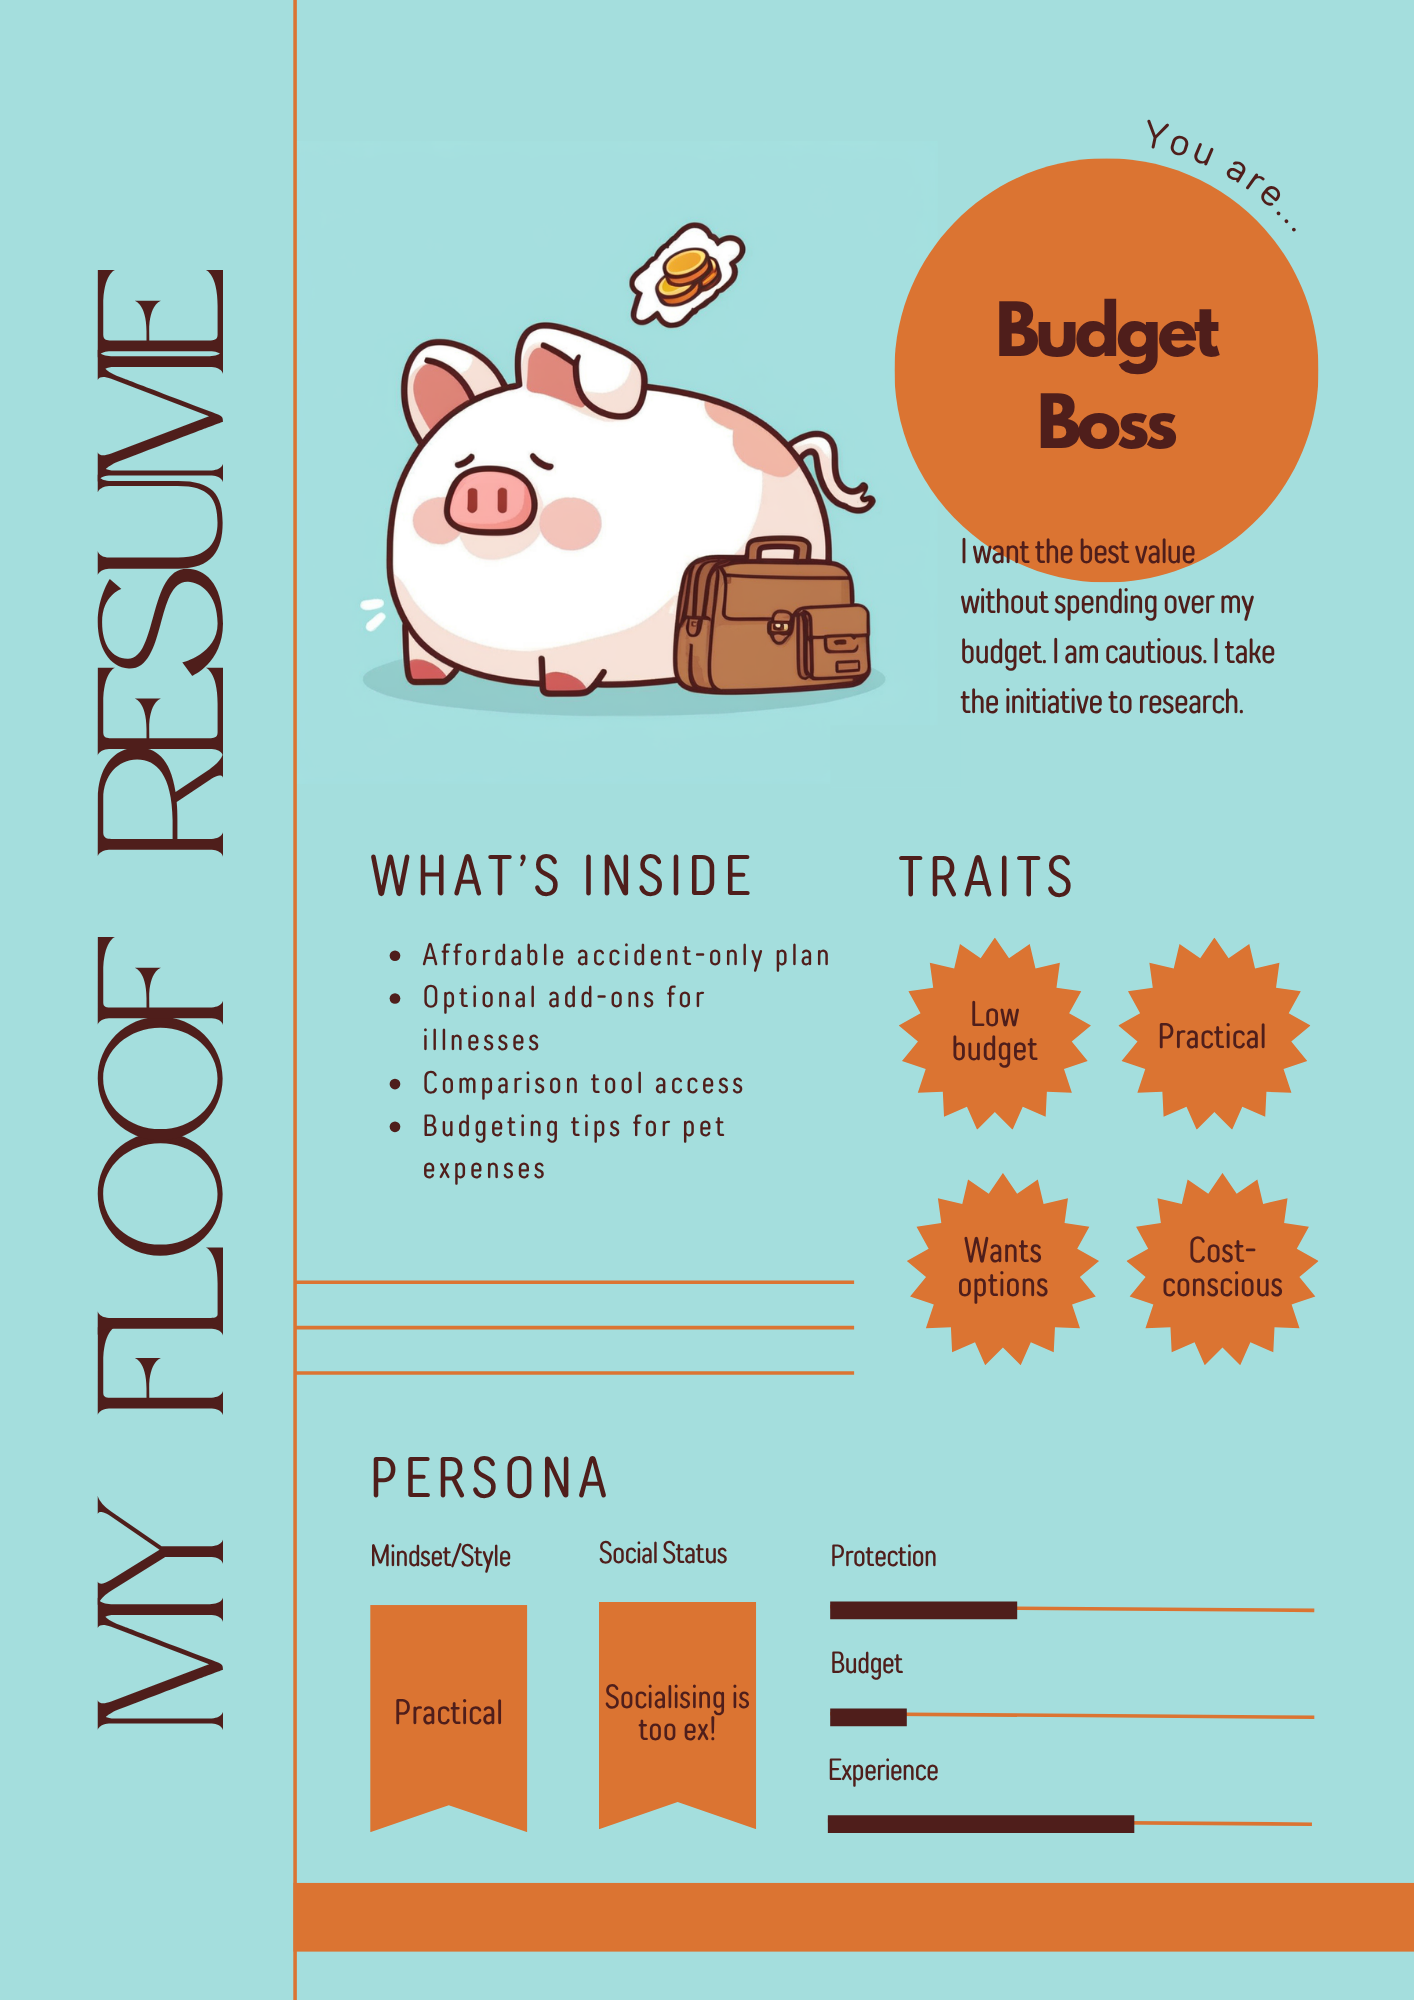 MY FLOOF RESUME
You are...
Budget
Boss
I want the best value
without spending over my
budget. I am cautious. I take
the initiative to research.
WHAT'S INSIDE
• Affordable accident-only plan
• Optional add-ons for
illnesses
• Comparison tool access
• Budgeting tips for pet
expenses
TRAITS
Low
budget
Practical
Wants
options
Cost-
conscious
PERSONA
Mindset/Style
Practical
Social Status
Socialising is
too ex!
Protection
Budget
Experience